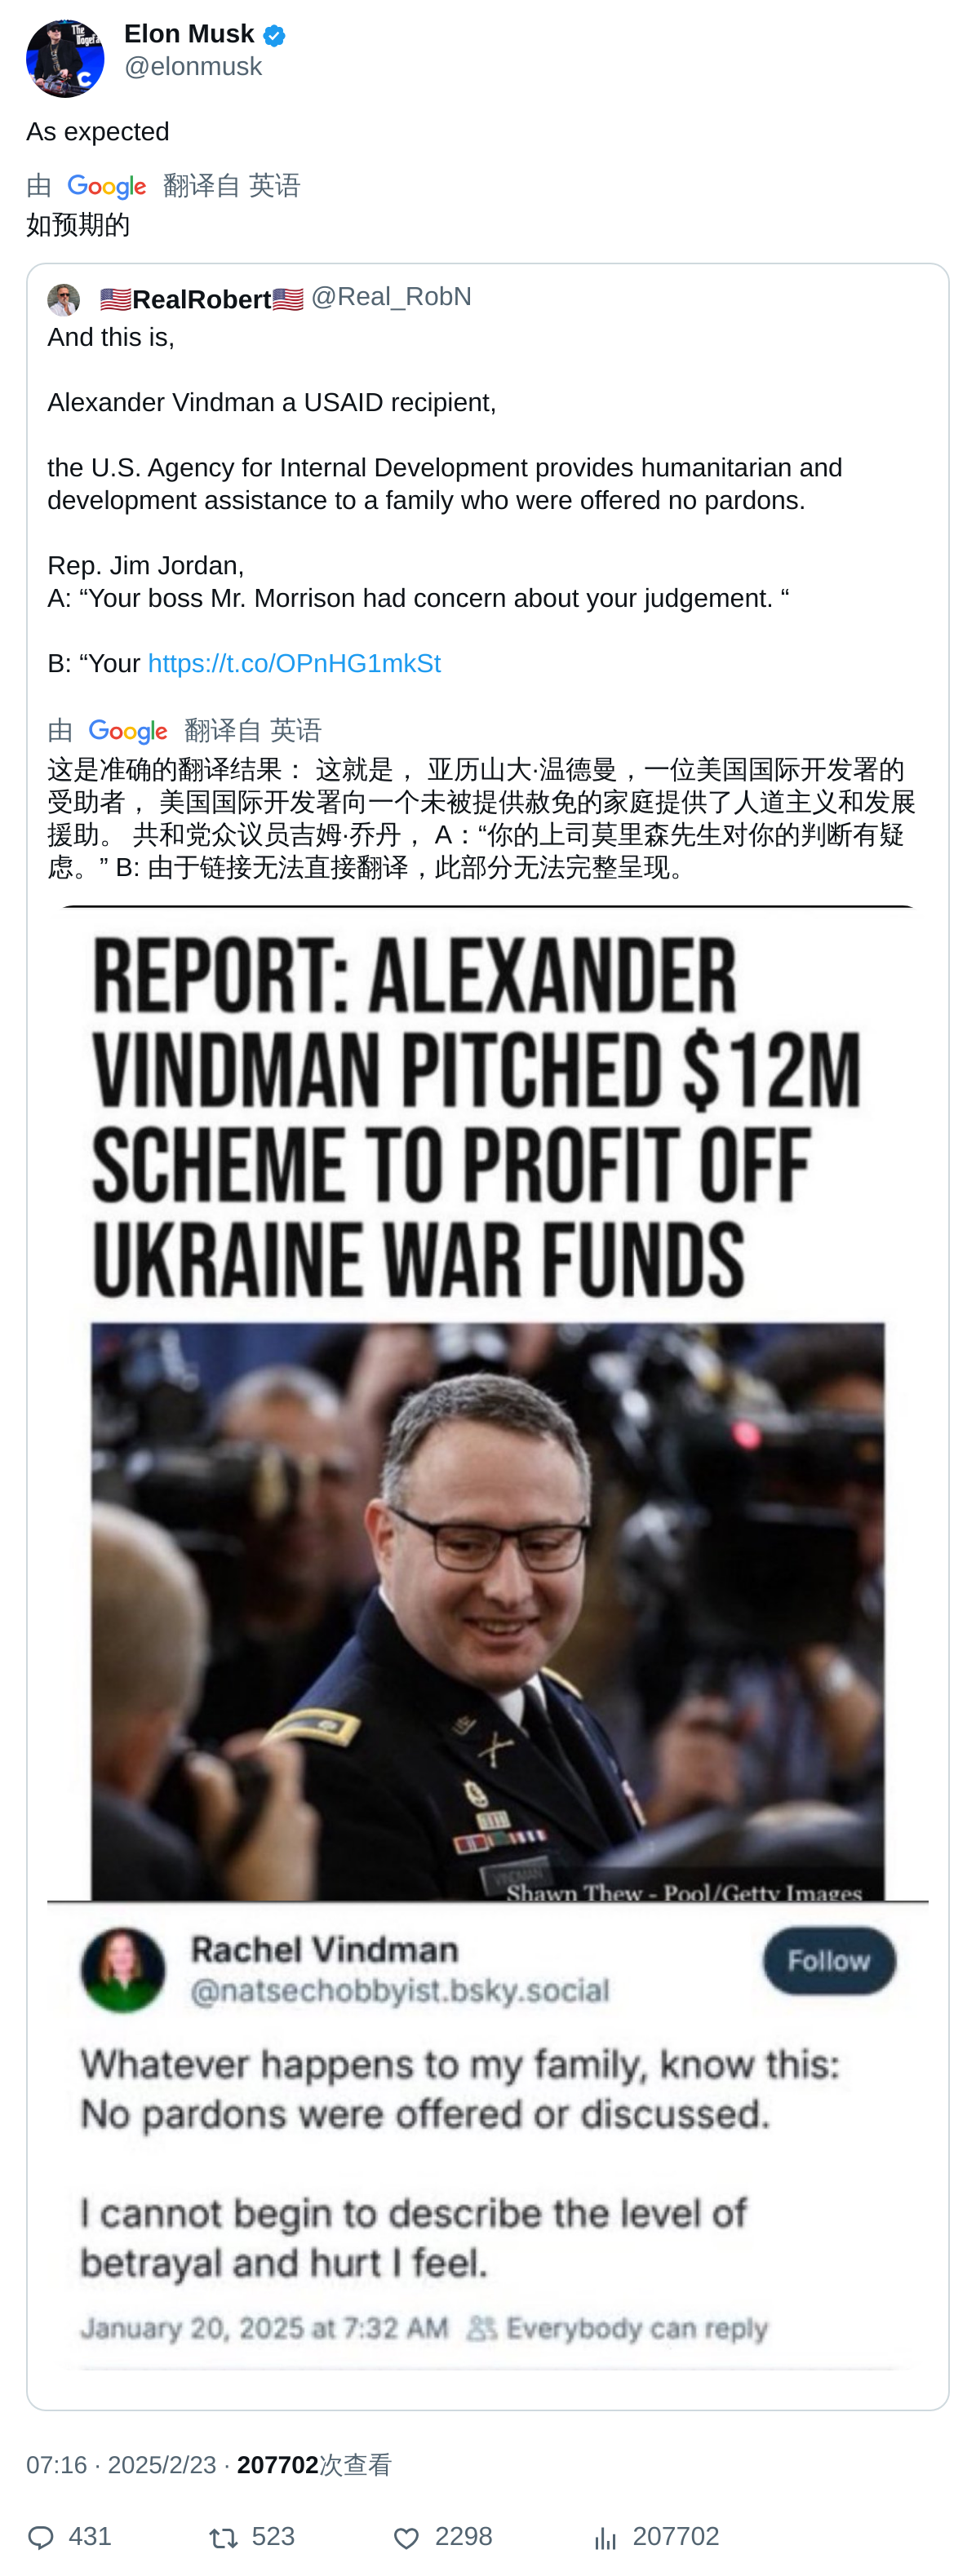 Elon Musk
@elonmusk
As expected
由 Google 翻译自 英语
如预期的
🇺🇸RealRobert🇺🇸 @Real_RobN
And this is,
Alexander Vindman a USAID recipient,
the U.S. Agency for Internal Development provides humanitarian and
development assistance to a family who were offered no pardons.
Rep. Jim Jordan,
A: “Your boss Mr. Morrison had concern about your judgement. “
B: “Your https://t.co/OPnHG1mkSt
由 Google 翻译自 英语
这是准确的翻译结果： 这就是， 亚历山大·温德曼，一位美国国际开发署的
受助者， 美国国际开发署向一个未被提供赦免的家庭提供了人道主义和发展
援助。 共和党众议员吉姆·乔丹， A：“你的上司莫里森先生对你的判断有疑
虑。” B: 由于链接无法直接翻译，此部分无法完整呈现。
REPORT: ALEXANDER
VINDMAN PITCHED $12M
SCHEME TO PROFIT OFF
UKRAINE WAR FUNDS
VINDMAN
Shawn Thew - Pool/Getty Images
Rachel Vindman
@natsechobbyist.bsky.social
Follow
Whatever happens to my family, know this:
No pardons were offered or discussed.
I cannot begin to describe the level of
betrayal and hurt I feel.
January 20, 2025 at 7:32 AM Everybody can reply
07:16 · 2025/2/23 · 207702次查看
431 523 2298 207702